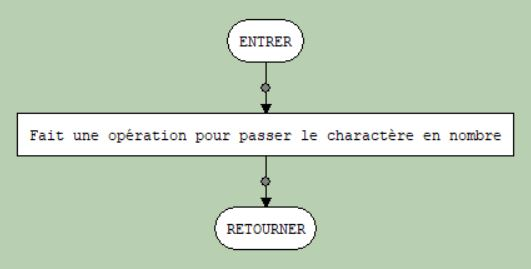 ENTRER
Fait une opération pour passer le charactère en nombre
RETOURNER